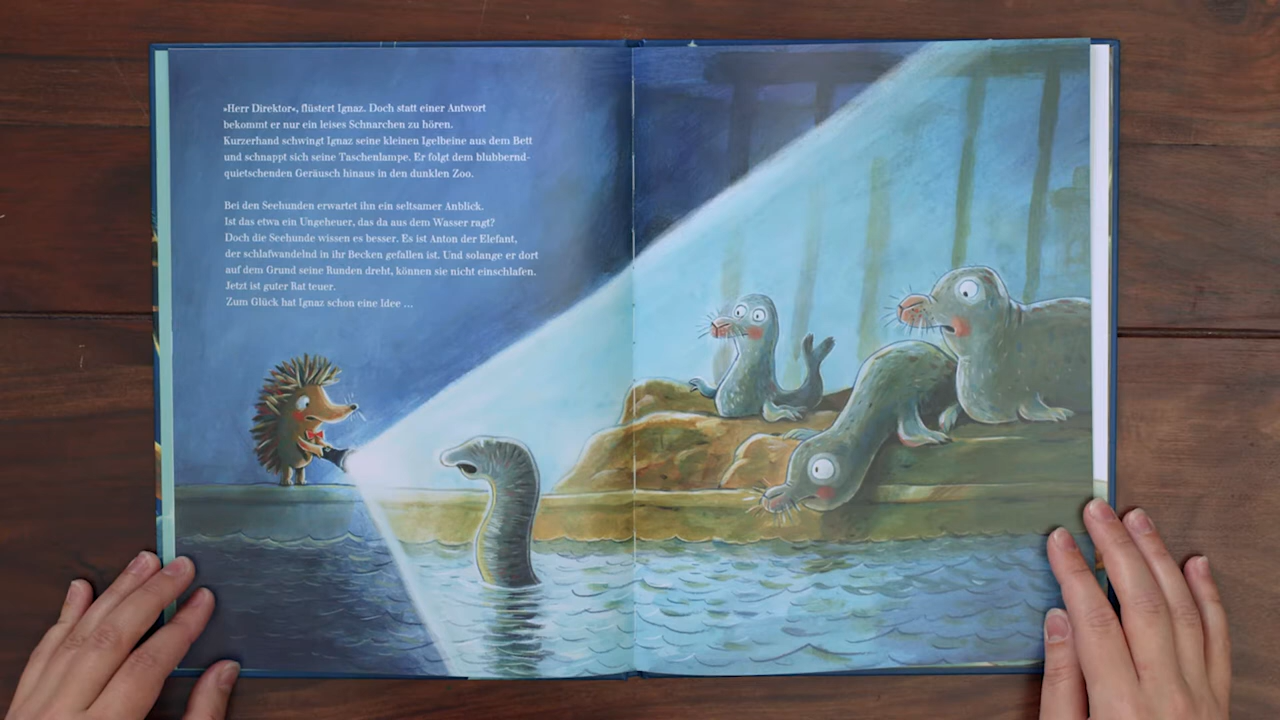 »Herr Direktor«, flüstert Ignaz. Doch statt einer Antwort
bekommt er nur ein leises Schnarchen zu hören.
Kurzerhand schwingt Ignaz seine kleinen Igelbeine aus dem Bett
und schnappt sich seine Taschenlampe. Er folgt dem blubbernd-
quietschenden Geräusch hinaus in den dunklen Zoo.
Bei den Seehunden erwartet ihn ein seltsamer Anblick.
Ist das etwa ein Ungeheuer, das da aus dem Wasser ragt?
Doch die Seehunde wissen es besser. Es ist Anton der Elefant,
der schlafwandelnd in ihr Becken gefallen ist. Und solange er dort
auf dem Grund seine Runden dreht, können sie nicht einschlafen.
Jetzt ist guter Rat teuer.
Zum Glück hat Ignaz schon eine Idee ...